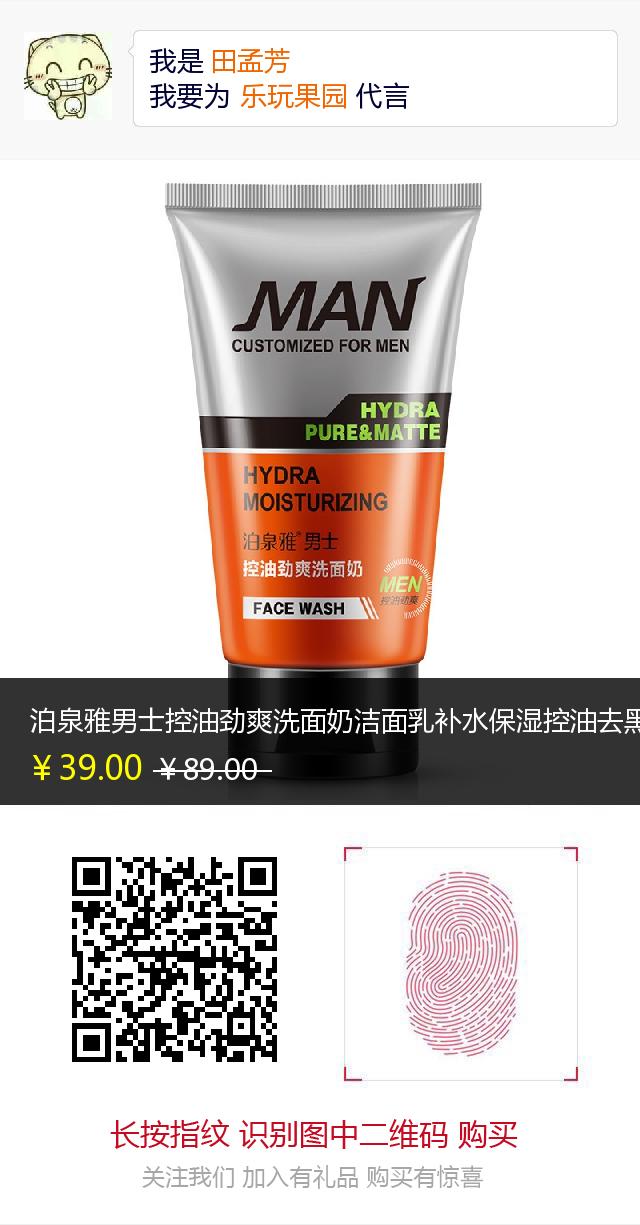 我是 田孟芳
我要为 乐玩果园 代言
MAN
CUSTOMIZED FOR MEN
HYDRA
PURE&MATTE
HYDRA
MOISTURIZING
泊泉雅®男士
控油劲爽洗面奶
MEN
控油劲爽
FACE WASH
泊泉雅男士控油劲爽洗面奶洁面乳补水保湿控油去黑
¥39.00 ¥89.00
长按指纹 识别图中二维码 购买
关注我们 加入有礼品 购买有惊喜